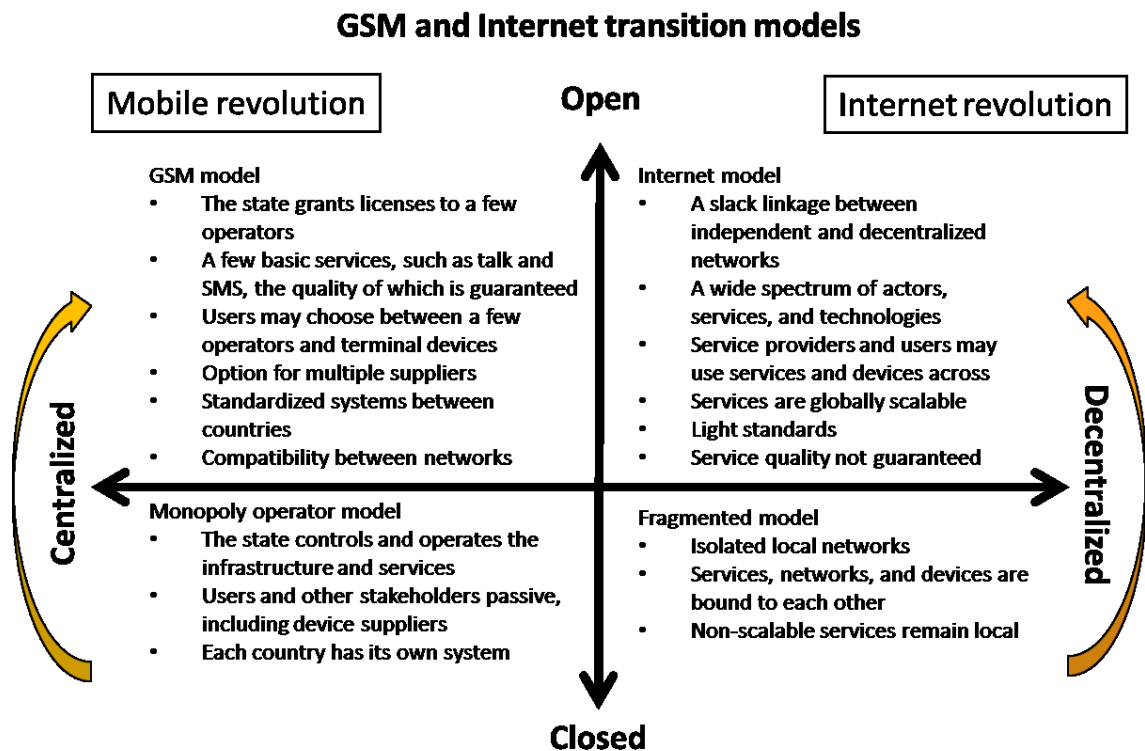 GSM and Internet transition models
Mobile revolution
Open
Internet revolution
GSM model
• The state grants licenses to a few
operators
• A few basic services, such as talk and
SMS, the quality of which is guaranteed
• Users may choose between a few
operators and terminal devices
• Option for multiple suppliers
• Standardized systems between
countries
• Compatibility between networks
Internet model
• A slack linkage between
independent and decentralized
networks
• A wide spectrum of actors,
services, and technologies
• Service providers and users may
use services and devices across
• Services are globally scalable
• Light standards
• Service quality not guaranteed
Centralized
Decentralized
Monopoly operator model
• The state controls and operates the
infrastructure and services
• Users and other stakeholders passive,
including device suppliers
• Each country has its own system
Fragmented model
• Isolated local networks
• Services, networks, and devices are
bound to each other
• Non-scalable services remain local
Closed